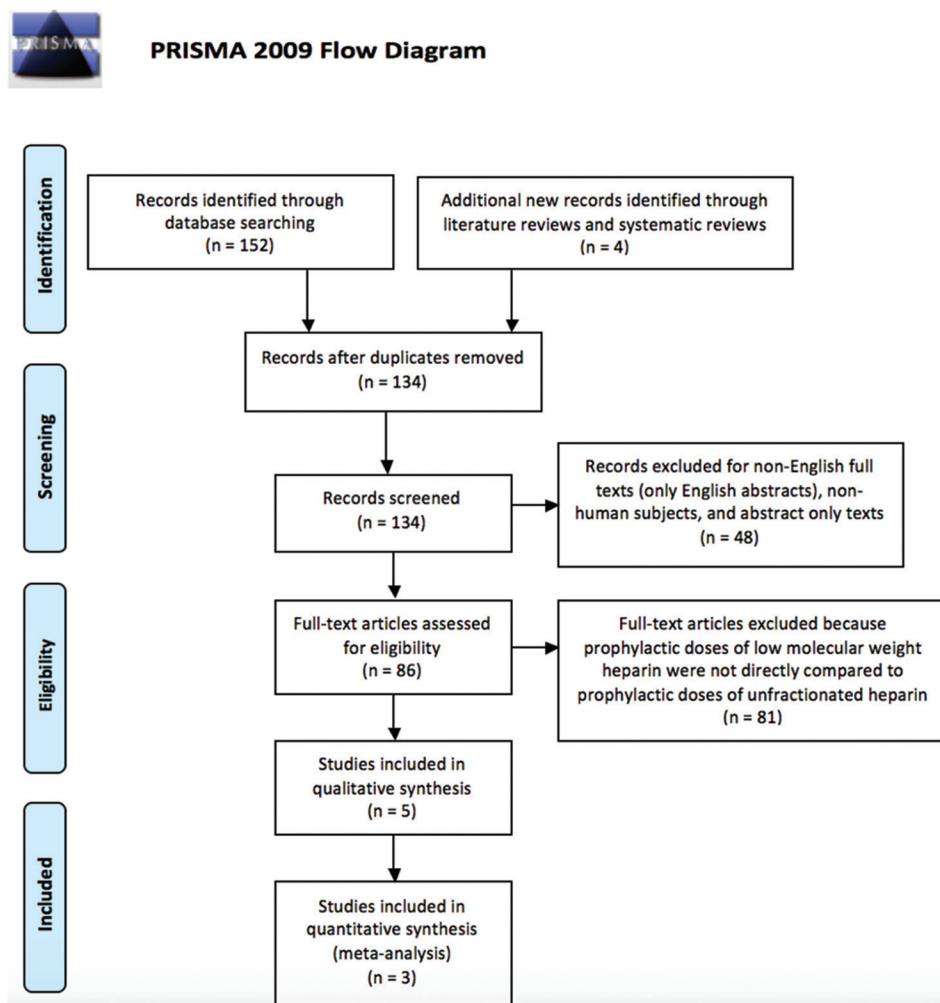 PRISMA
PRISMA 2009 Flow Diagram
Identification
Records identified through
database searching
(n = 152)
Additional new records identified through
literature reviews and systematic reviews
(n = 4)
Records after duplicates removed
(n = 134)
Screening
Records screened
(n = 134)
Records excluded for non-English full
texts (only English abstracts), non-
human subjects, and abstract only texts
(n = 48)
Eligibility
Full-text articles assessed
for eligibility
(n = 86)
Full-text articles excluded because
prophylactic doses of low molecular weight
heparin were not directly compared to
prophylactic doses of unfractionated heparin
(n = 81)
Studies included in
qualitative synthesis
(n = 5)
Included
Studies included in
quantitative synthesis
(meta-analysis)
(n = 3)